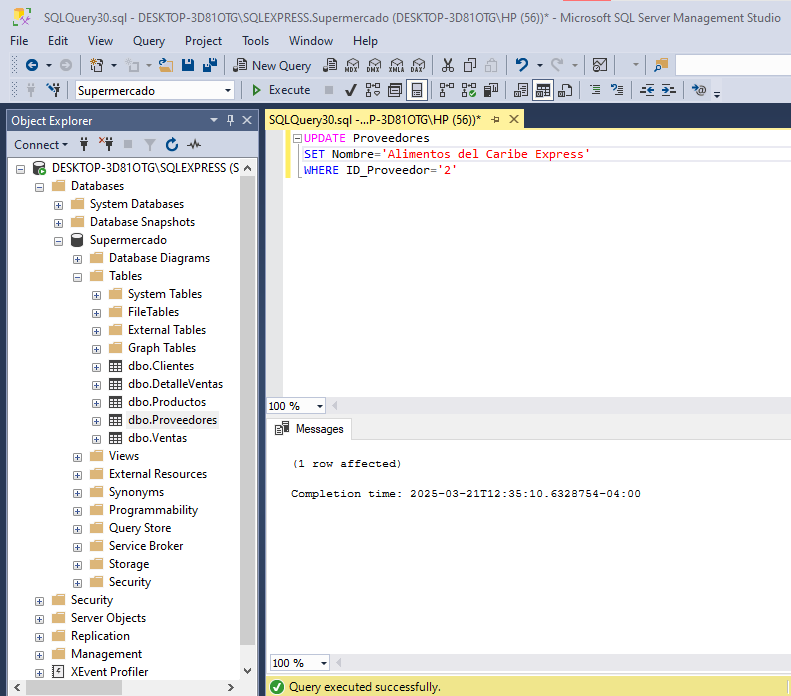 SQLQuery30.sql - DESKTOP-3D81OTG\SQLEXPRESS.Supermercado (DESKTOP-3D81OTG\HP (56))* - Microsoft SQL Server Management Studio
File Edit View Query Project Tools Window Help
New Query MDX DMX XMLA DAX
Supermercado Execute
Object Explorer
Connect
DESKTOP-3D81OTG\SQLEXPRESS (S
Databases
System Databases
Database Snapshots
Supermercado
Database Diagrams
Tables
System Tables
FileTables
External Tables
Graph Tables
dbo.Clientes
dbo.DetalleVentas
dbo.Productos
dbo.Proveedores
dbo.Ventas
Views
External Resources
Synonyms
Programmability
Query Store
Service Broker
Storage
Security
Security
Server Objects
Replication
Management
XEvent Profiler
SQLQuery30.sql -...P-3D81OTG\HP (56))*
UPDATE Proveedores
SET Nombre='Alimentos del Caribe Express'
WHERE ID_Proveedor='2'
100 %
Messages
(1 row affected)
Completion time: 2025-03-21T12:35:10.6328754-04:00
100 %
Query executed successfully.